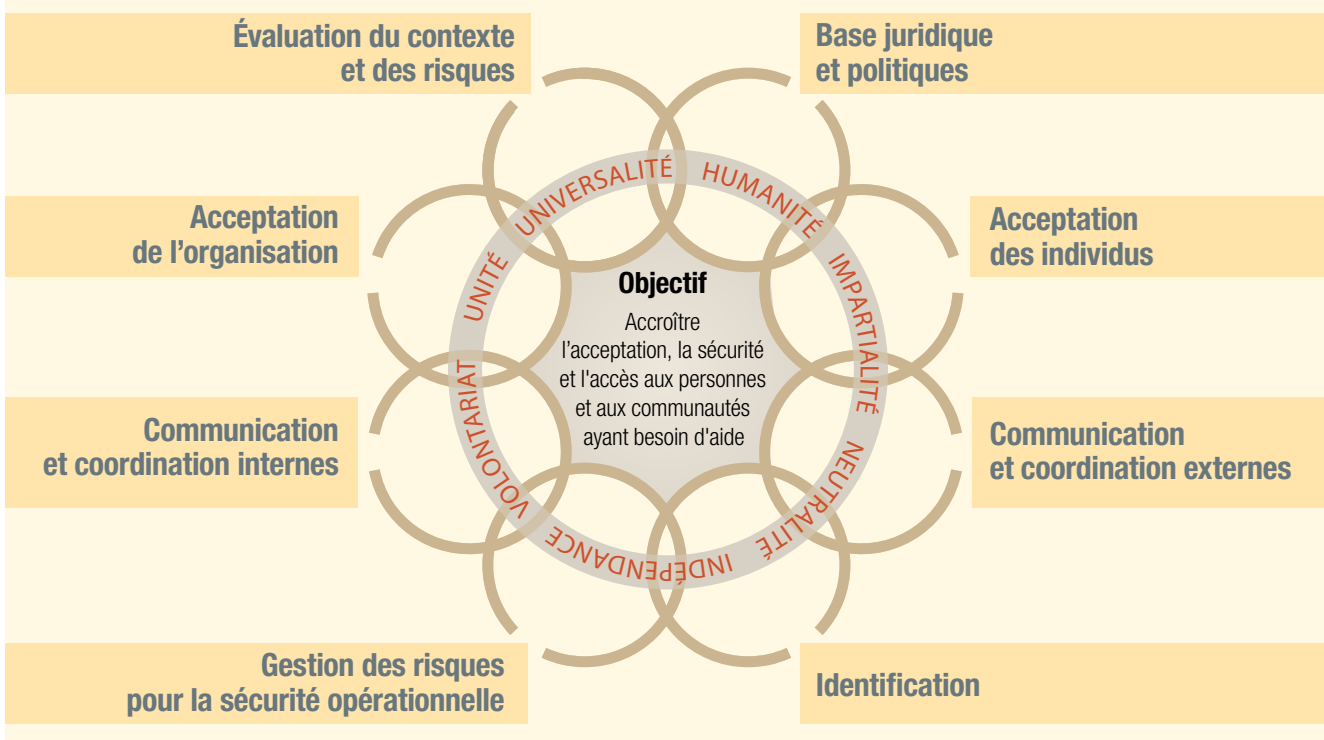 Évaluation du contexte
et des risques
Base juridique
et politiques
Acceptation
de l’organisation
Acceptation
des individus
UNIVERSALITÉ
HUMANITÉ
IMPARTIALITÉ
NEUTRALITÉ
INDÉPENDANCE
VOLONTARIAT
UNITÉ
Objectif
Accroître
l’acceptation, la sécurité
et l'accès aux personnes
et aux communautés
ayant besoin d'aide
Communication
et coordination internes
Communication
et coordination externes
Gestion des risques
pour la sécurité opérationnelle
Identification